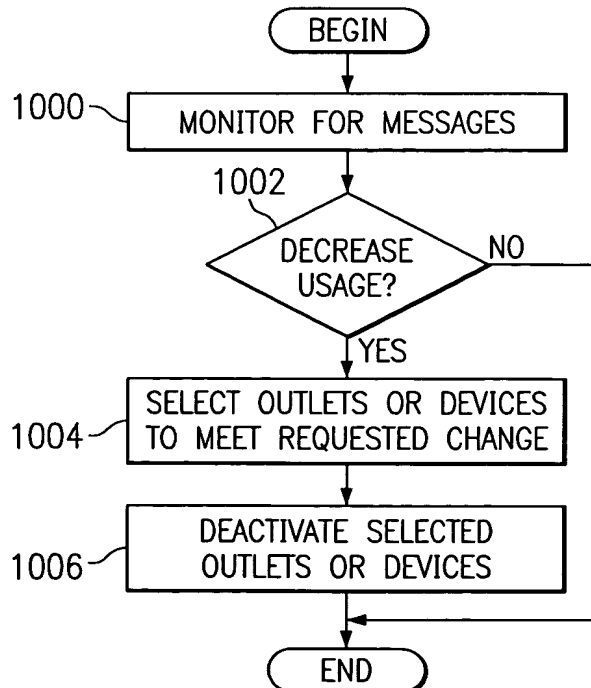 BEGIN
1000
MONITOR FOR MESSAGES
1002
DECREASE
USAGE?
NO
YES
1004
SELECT OUTLETS OR DEVICES
TO MEET REQUESTED CHANGE
1006
DEACTIVATE SELECTED
OUTLETS OR DEVICES
END